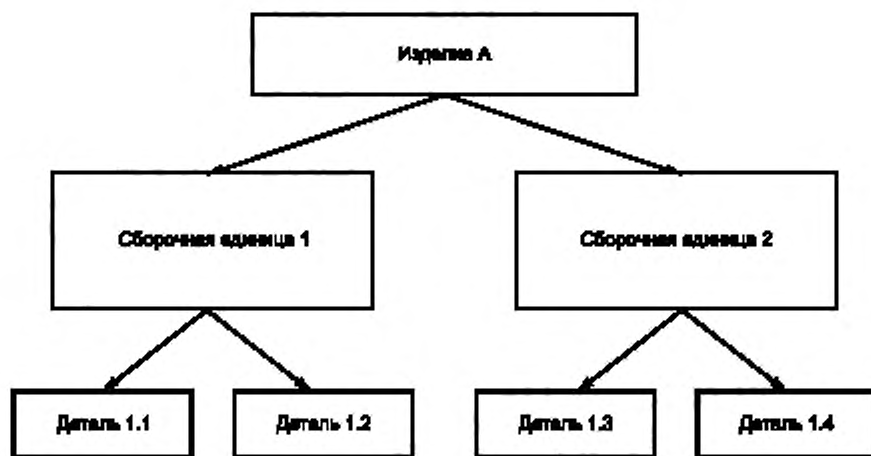 Изделие А
Сборочная единица 1
Сборочная единица 2
Деталь 1.1
Деталь 1.2
Деталь 1.3
Деталь 1.4